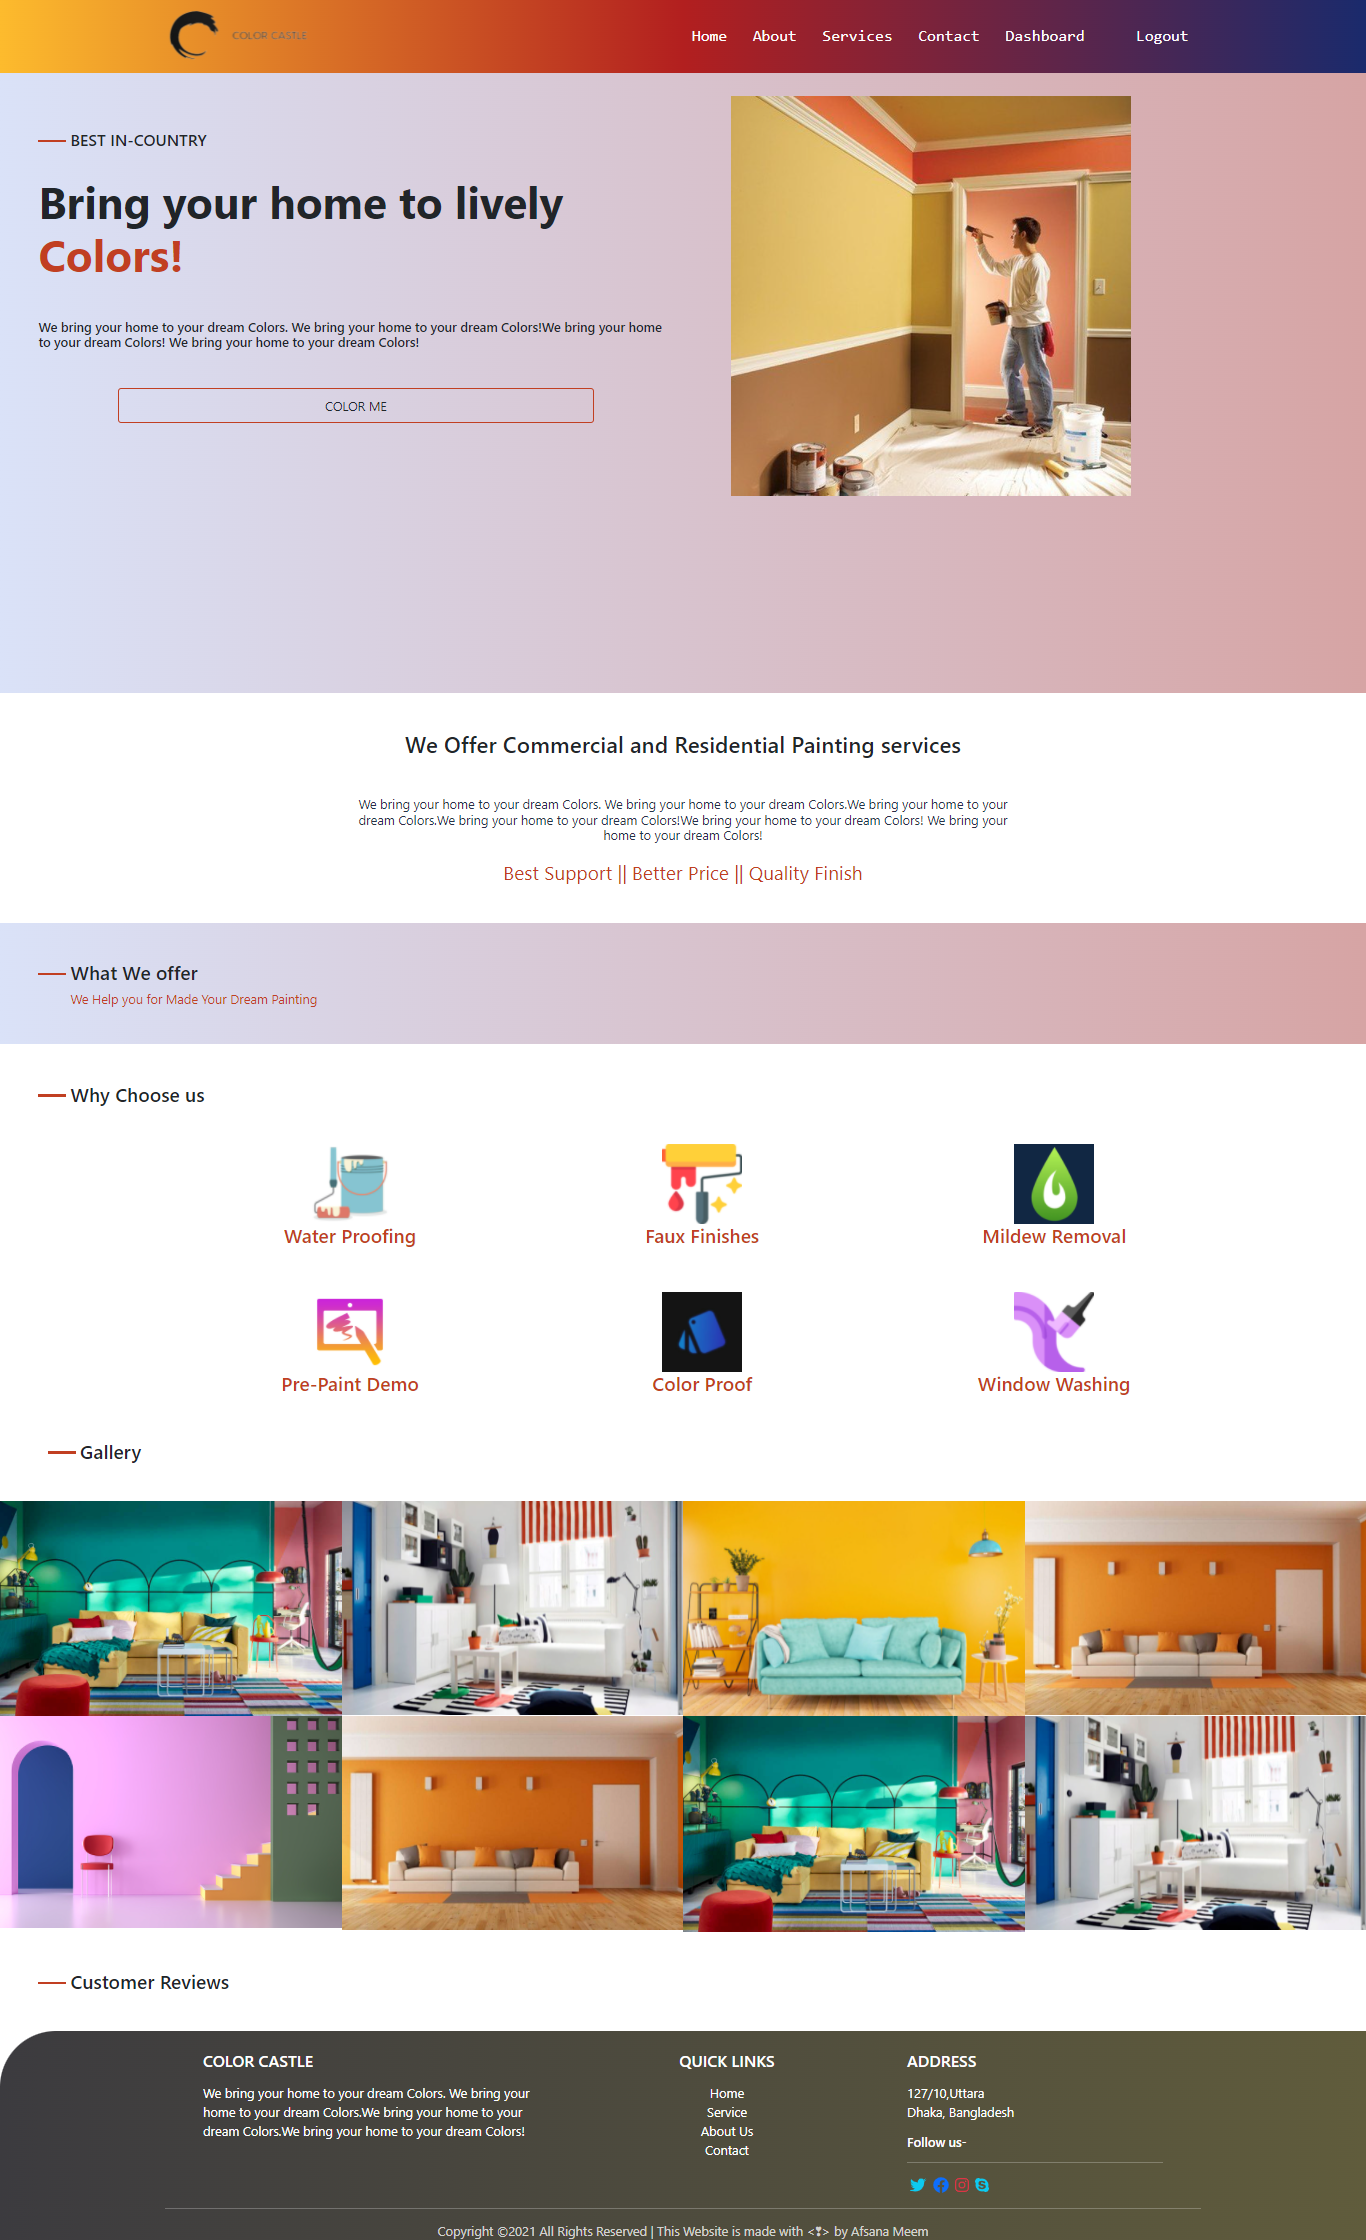 COLOR CASTLE
Home About Services Contact Dashboard Logout
BEST IN-COUNTRY
Bring your home to lively
Colors!
We bring your home to your dream Colors. We bring your home to your dream Colors!We bring your home
to your dream Colors! We bring your home to your dream Colors!
COLOR ME
We Offer Commercial and Residential Painting services
We bring your home to your dream Colors. We bring your home to your dream Colors.We bring your home to your
dream Colors.We bring your home to your dream Colors!We bring your home to your dream Colors! We bring your
home to your dream Colors!
Best Support || Better Price || Quality Finish
What We offer
We Help you for Made Your Dream Painting
Why Choose us
Water Proofing
Faux Finishes
Mildew Removal
Pre-Paint Demo
Color Proof
Window Washing
Gallery
Customer Reviews
COLOR CASTLE
We bring your home to your dream Colors. We bring your
home to your dream Colors.We bring your home to your
dream Colors.We bring your home to your dream Colors!
QUICK LINKS
Home
Service
About Us
Contact
ADDRESS
127/10,Uttara
Dhaka, Bangladesh
Follow us-
Copyright ©2021 All Rights Reserved | This Website is made with <❣> by Afsana Meem